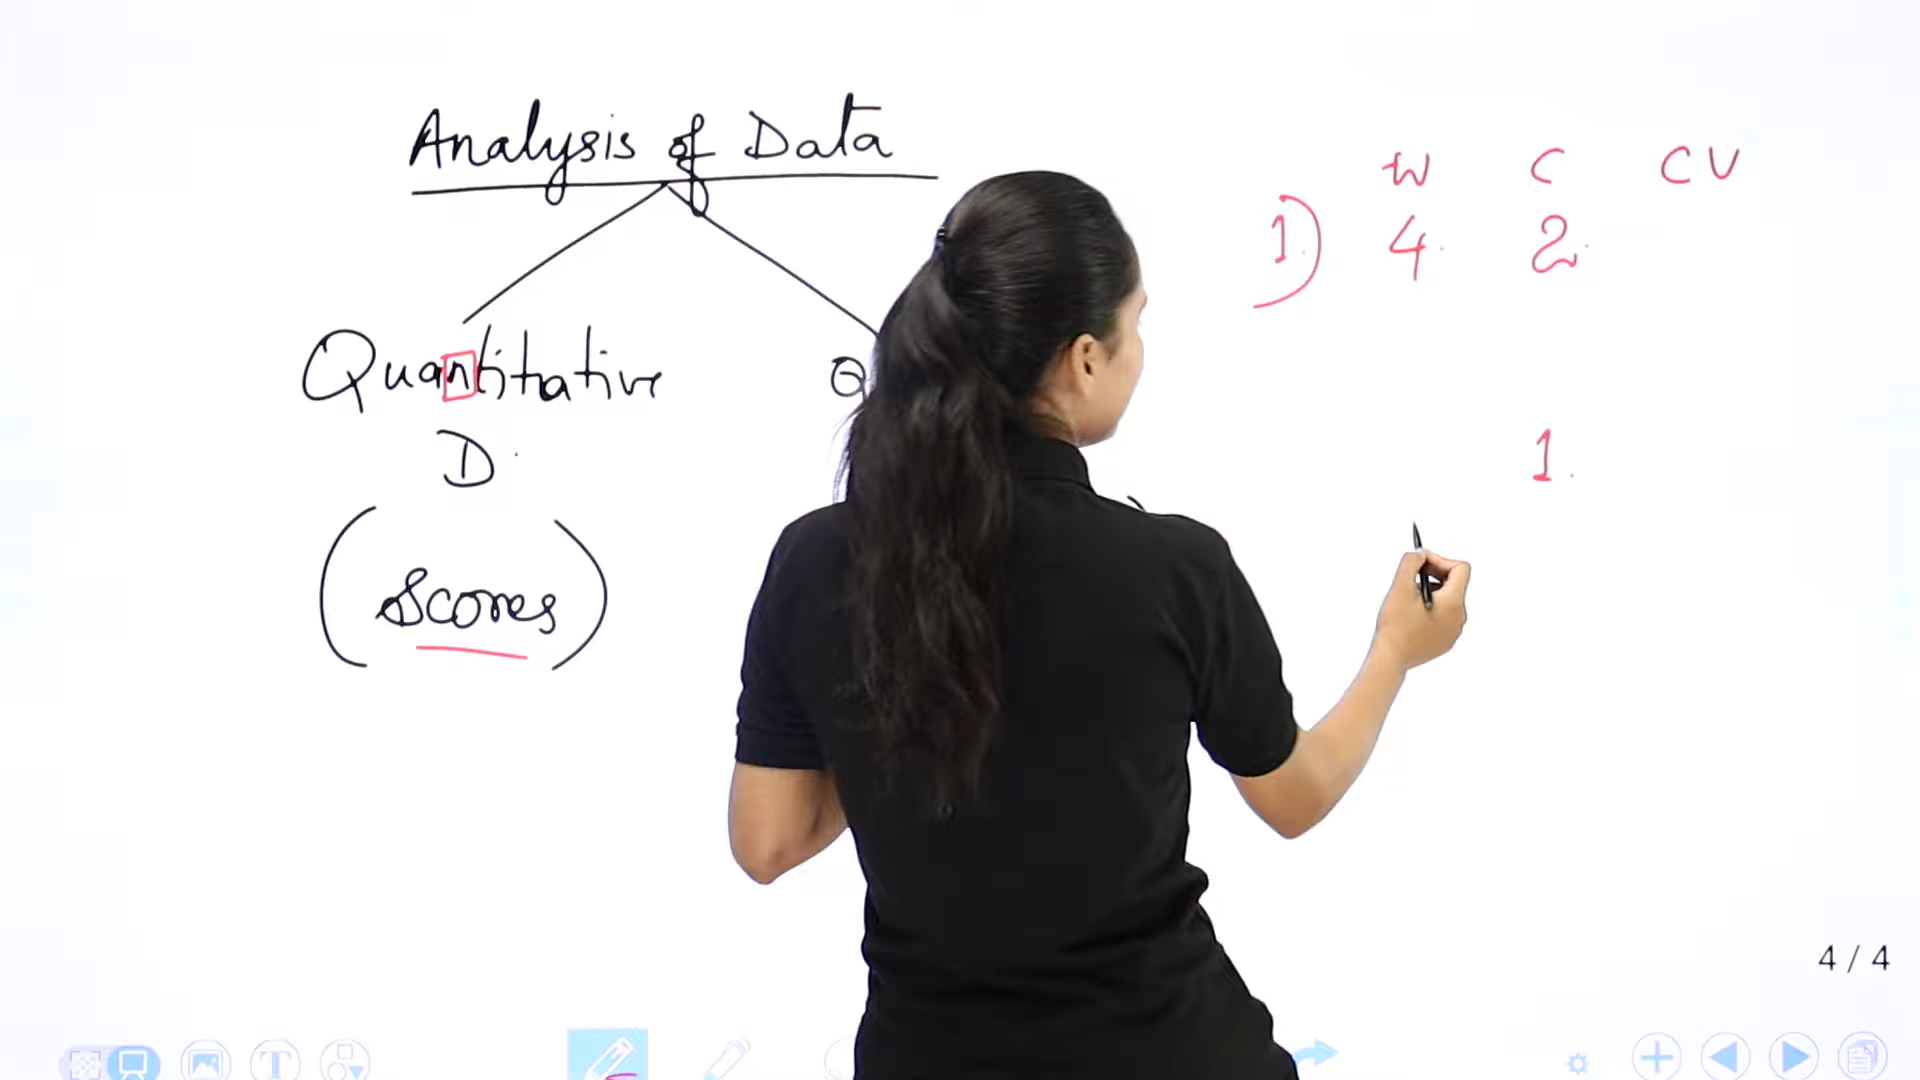 Analysis of Data
Quantitative
D
(Scores)
W C CV
1) 4 2
1
4 / 4
T